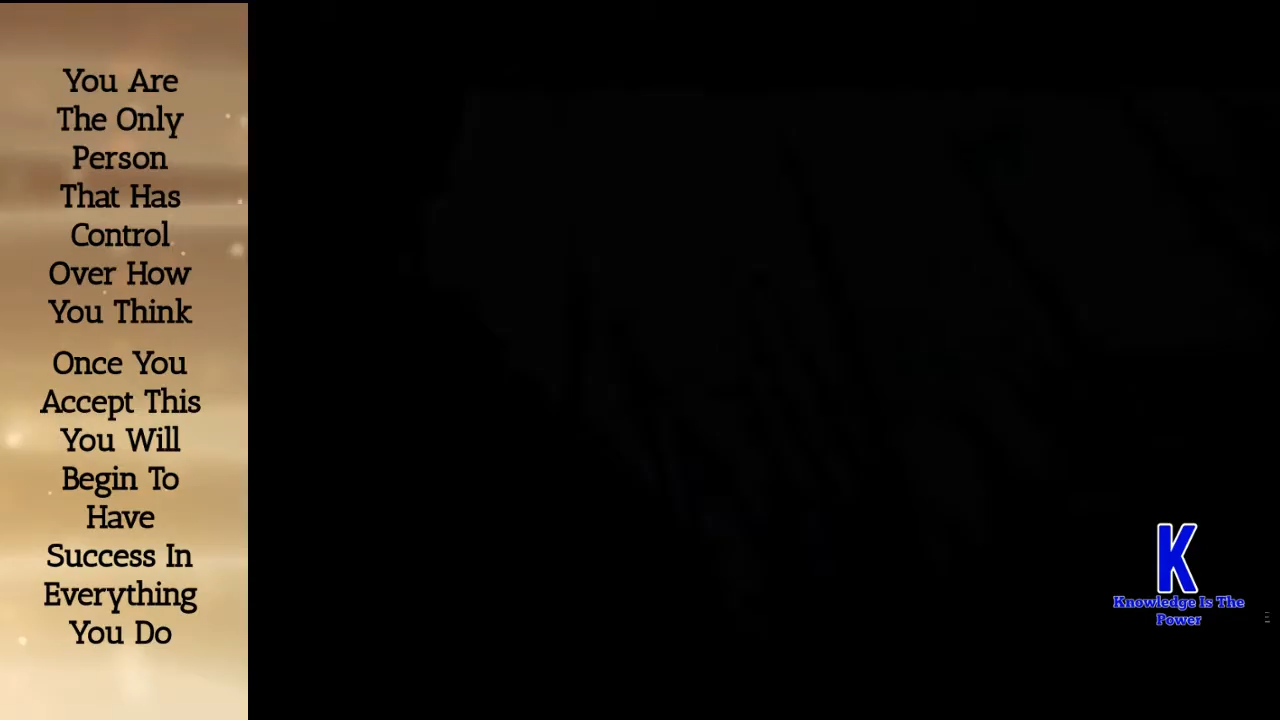 You Are
The Only
Person
That Has
Control
Over How
You Think
Once You
Accept This
You Will
Begin To
Have
Success In
Everything
You Do
K
Knowledge Is The
Power